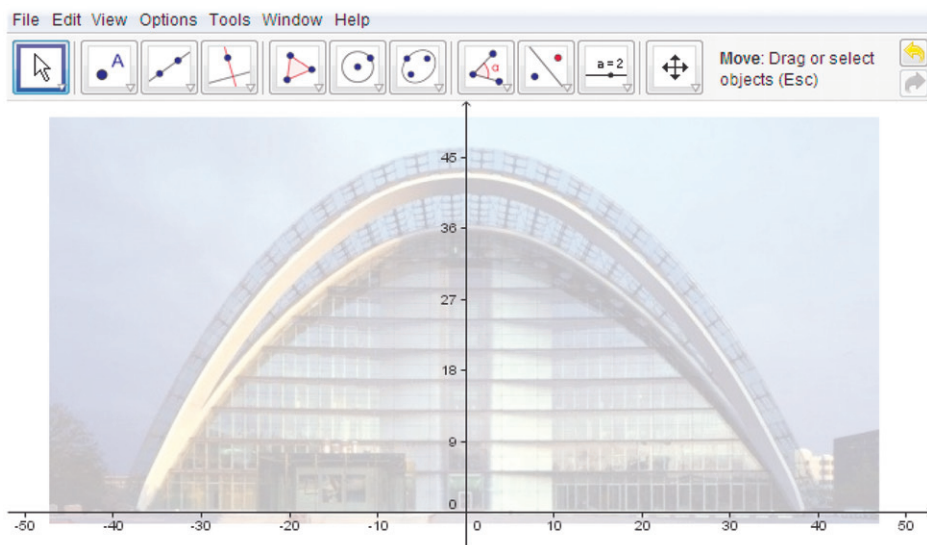 File Edit View Options Tools Window Help
A
α
a = 2
Move: Drag or select
objects (Esc)
45
36
27
18
9
0
-50 -40 -30 -20 -10 0 10 20 30 40 50